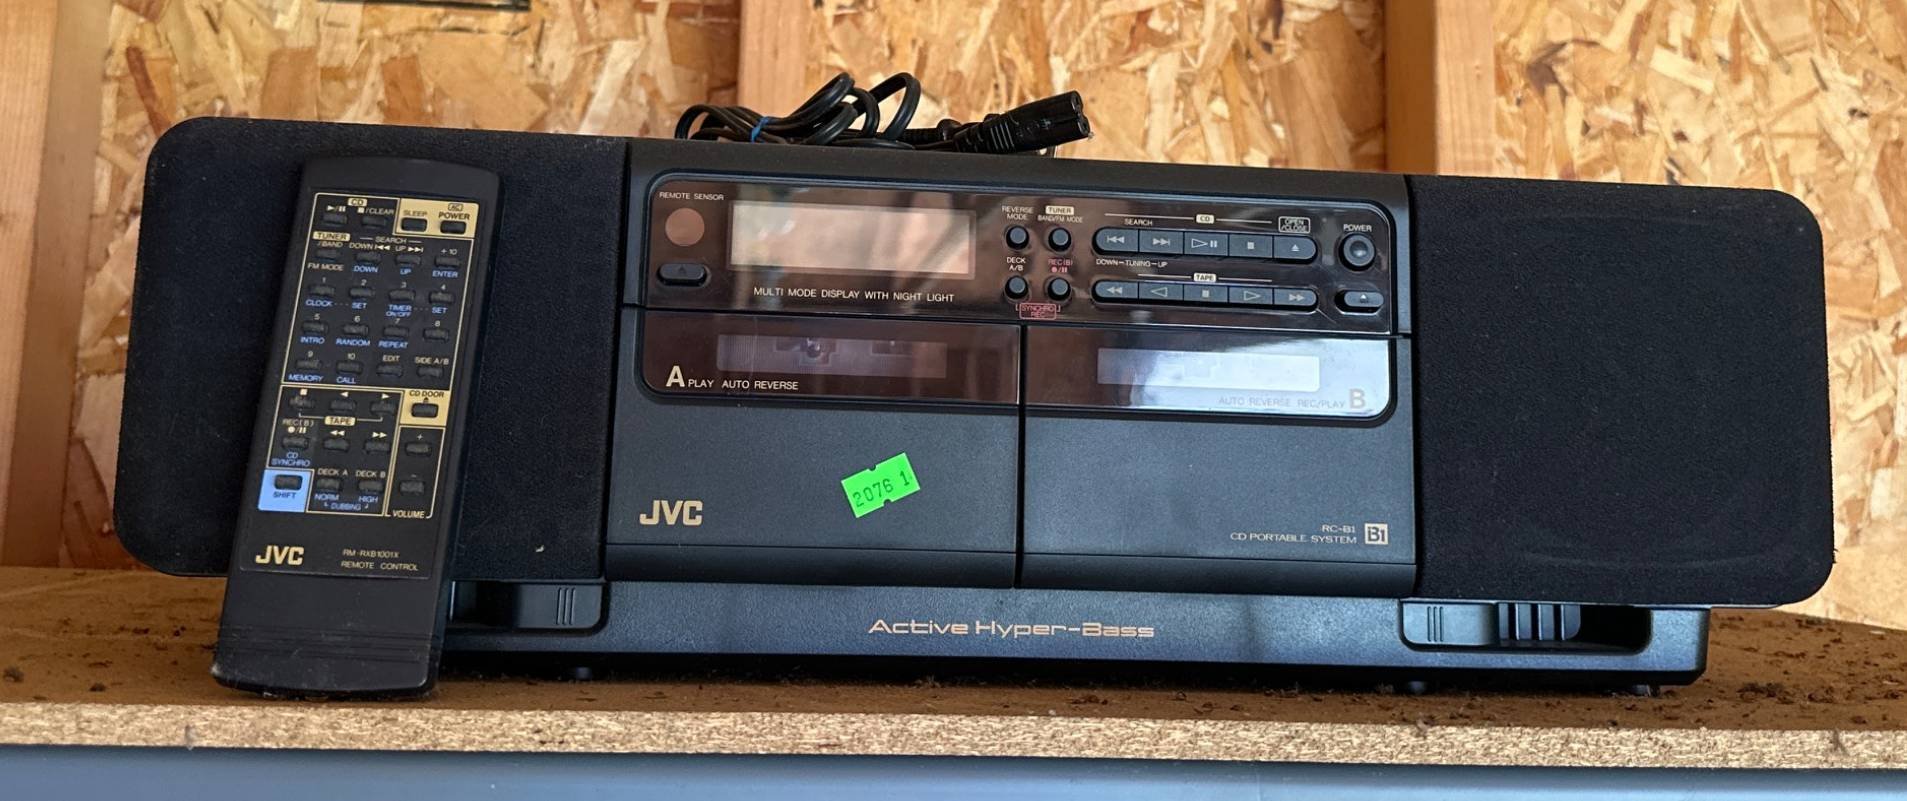 REMOTE SENSOR
MULTI MODE DISPLAY WITH NIGHT LIGHT
REVERSE
MODE
TUNER
BAND/FM MODE
DECK
A/B
REC(B)
●/II
[SYNCHRO]
REC
SEARCH
CD
OPEN
/CLOSE
POWER
DOWN-TUNING-UP
TAPE
A PLAY AUTO REVERSE
AUTO REVERSE REC/PLAY B
2076 1
JVC
RC-B1
CD PORTABLE SYSTEM B1
Active Hyper-Bass
CD
■/CLEAR
SLEEP
AC
POWER
TUNER
/BAND
SEARCH
DOWN
UP
+10
FM MODE
DOWN
UP
ENTER
1 2 3 4
CLOCK SET
TIMER SET
ON/OFF
5 6 7 8
INTRO RANDOM REPEAT
9 10 EDIT SIDE A/B
MEMORY CALL
CD DOOR
REC(B)
●/II
TAPE
CD
SYNCHRO
+
-
DECK A DECK B
SHIFT
NORM HIGH
DUBBING
VOLUME
JVC
RM-RXB1001X
REMOTE CONTROL